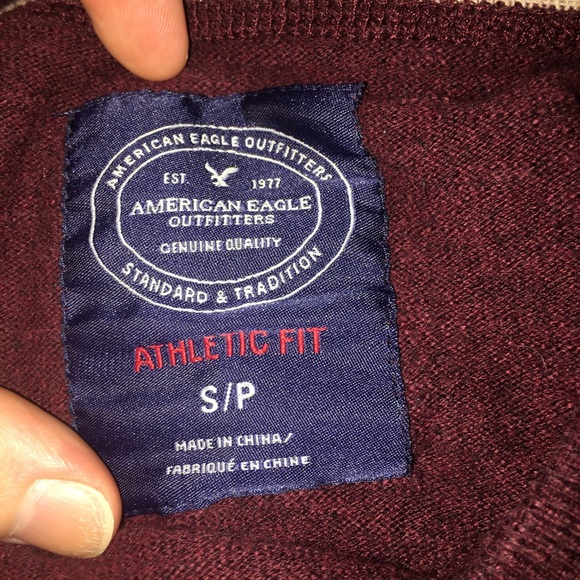 AMERICAN EAGLE OUTFITTERS
EST. 1977
AMERICAN EAGLE
OUTFITTERS
GENUINE QUALITY
STANDARD & TRADITION
ATHLETIC FIT
S/P
MADE IN CHINA/
FABRIQUÉ EN CHINE